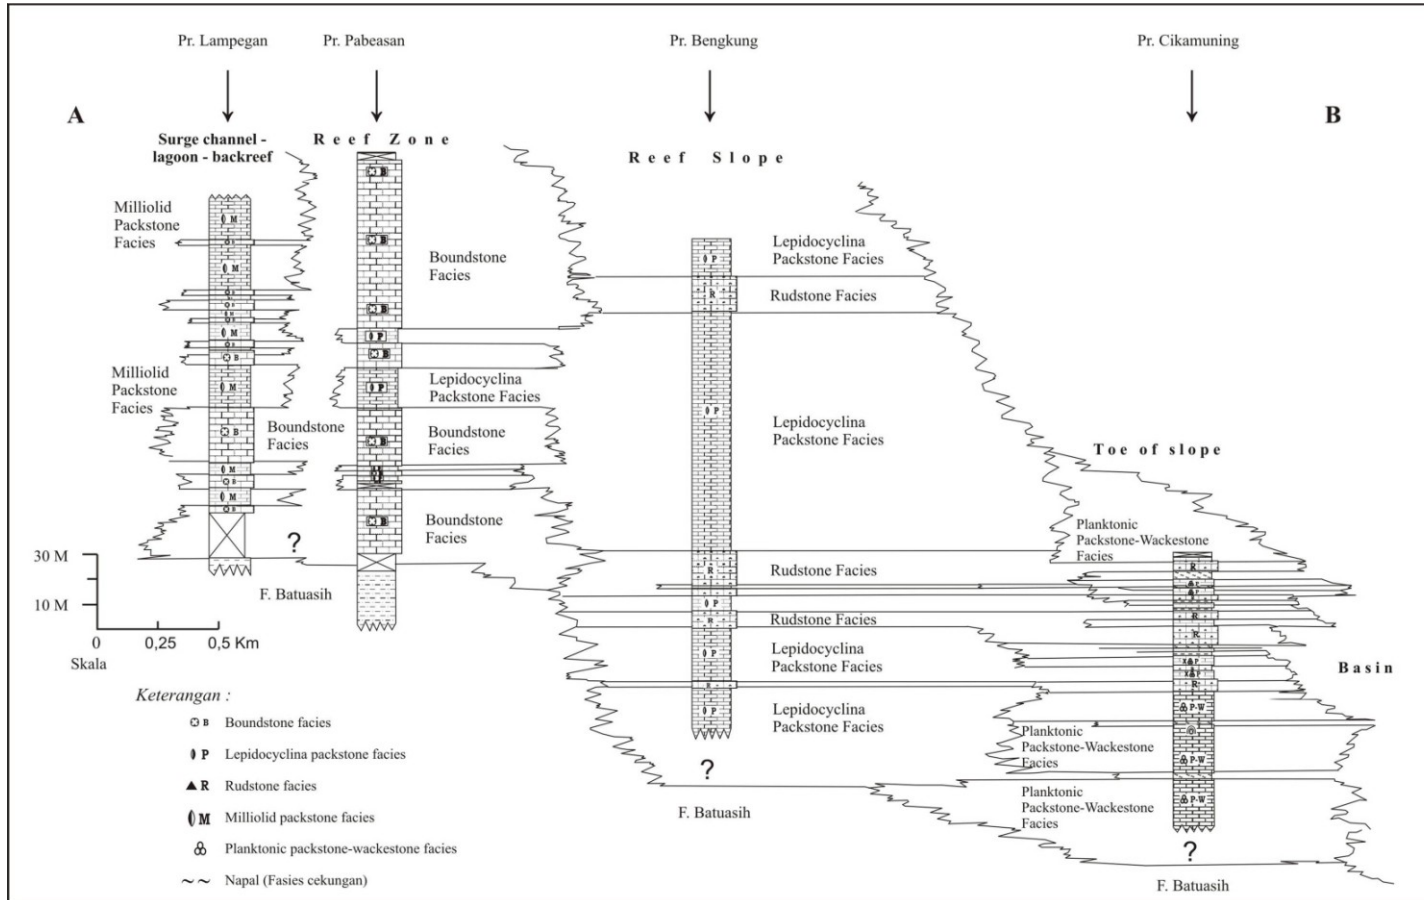 Pr. Lampegan
Pr. Pabeasan
Pr. Bengkung
Pr. Cikamuning
A
B
Surge channel -
lagoon - backreef
Reef Zone
Reef Slope
Toe of slope
Basin
Milliolid
Packstone
Facies
Milliolid
Packstone
Facies
Boundstone
Facies
M
B
M
B
B
M
B
M
B
B
M
B
M
B
M
B
?
F. Batuasih
B
B
B
P
B
P
B
B
Boundstone
Facies
Lepidocyclina
Packstone Facies
Boundstone
Facies
Boundstone
Facies
P
R
P
R
P
R
P
R
P
Lepidocyclina
Packstone Facies
Rudstone Facies
Lepidocyclina
Packstone Facies
Rudstone Facies
Rudstone Facies
Lepidocyclina
Packstone Facies
Lepidocyclina
Packstone Facies
?
F. Batuasih
Planktonic
Packstone-Wackestone
Facies
R
P
P
R
R
P
P
R
P-W
P-W
P-W
Planktonic
Packstone-Wackestone
Facies
Planktonic
Packstone-Wackestone
Facies
?
F. Batuasih
30 M
10 M
0
0,25
0,5 Km
Skala
Keterangan :
B Boundstone facies
P Lepidocyclina packstone facies
R Rudstone facies
M Milliolid packstone facies
Planktonic packstone-wackestone facies
Napal (Fasies cekungan)